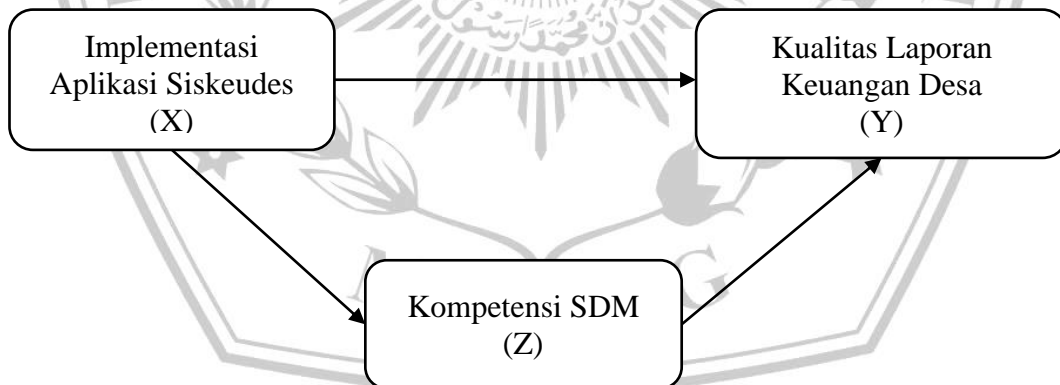 Implementasi
Aplikasi Siskeudes
(X)
Kualitas Laporan
Keuangan Desa
(Y)
Kompetensi SDM
(Z)